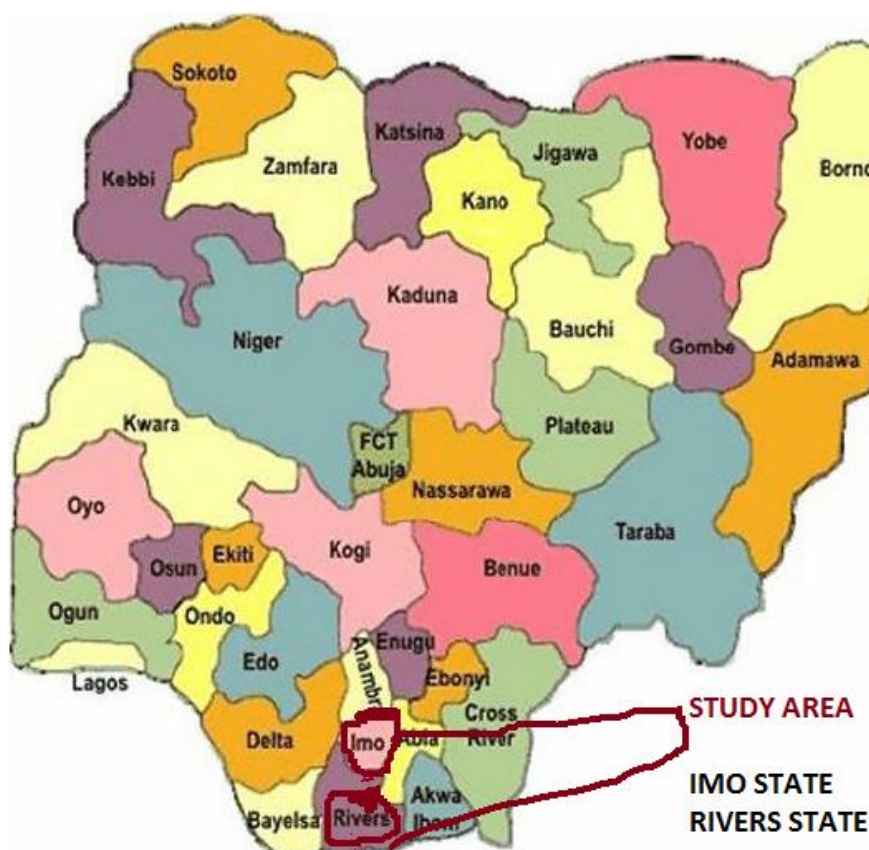 Sokoto
Katsina
Yobe
Jigawa
Borno
Kebbi
Zamfara
Kano
Kaduna
Bauchi
Niger
Gombe
Adamawa
Kwara
Plateau
FCT
Abuja
Nassarawa
Oyo
Taraba
Kogi
Osun
Ekiti
Benue
Ogun
Ondo
Enugu
Edo
Anambr
Ebonyi
Lagos
Cross
River
STUDY AREA
Delta
Imo
Abia
IMO STATE
Akwa
Ibom
Bayelsa
Rivers
RIVERS STATE